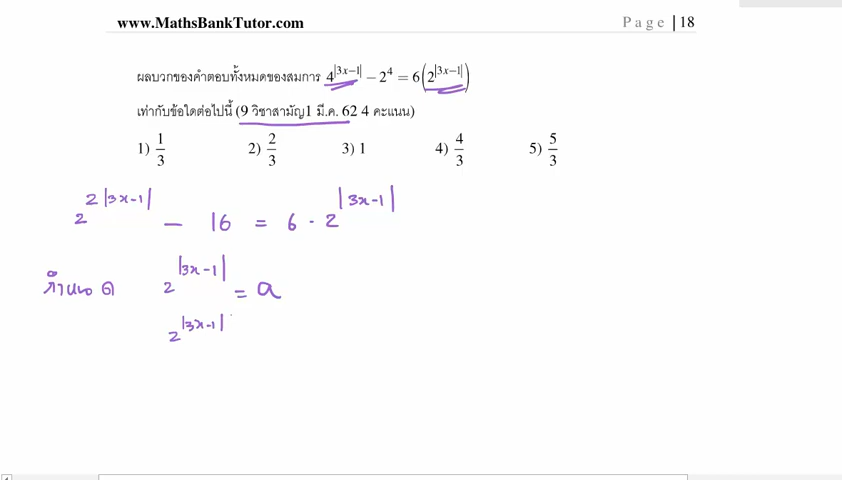 www.MathsBankTutor.com Page | 18
ผลบวกของคำตอบทั้งหมดของสมการ 4^|3x−1| − 2^4 = 6(2^|3x−1|)
เท่ากับข้อใดต่อไปนี้ (9 วิชาสามัญ1 มี.ค. 62 4 คะแนน)
1) 1/3 2) 2/3 3) 1 4) 4/3 5) 5/3
2^2|3x−1| − 16 = 6 · 2^|3x−1|
กำหนด 2^|3x−1| = a
2^|3x−1|